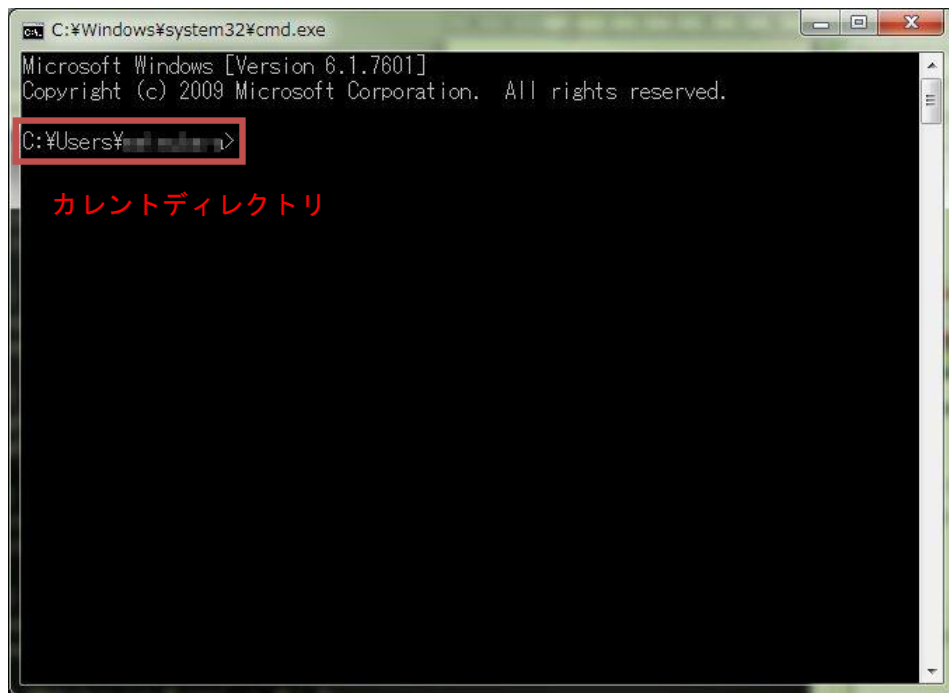 C:¥Windows¥system32¥cmd.exe
Microsoft Windows [Version 6.1.7601]
Copyright (c) 2009 Microsoft Corporation.  All rights reserved.
C:¥Users¥ >
カレントディレクトリ